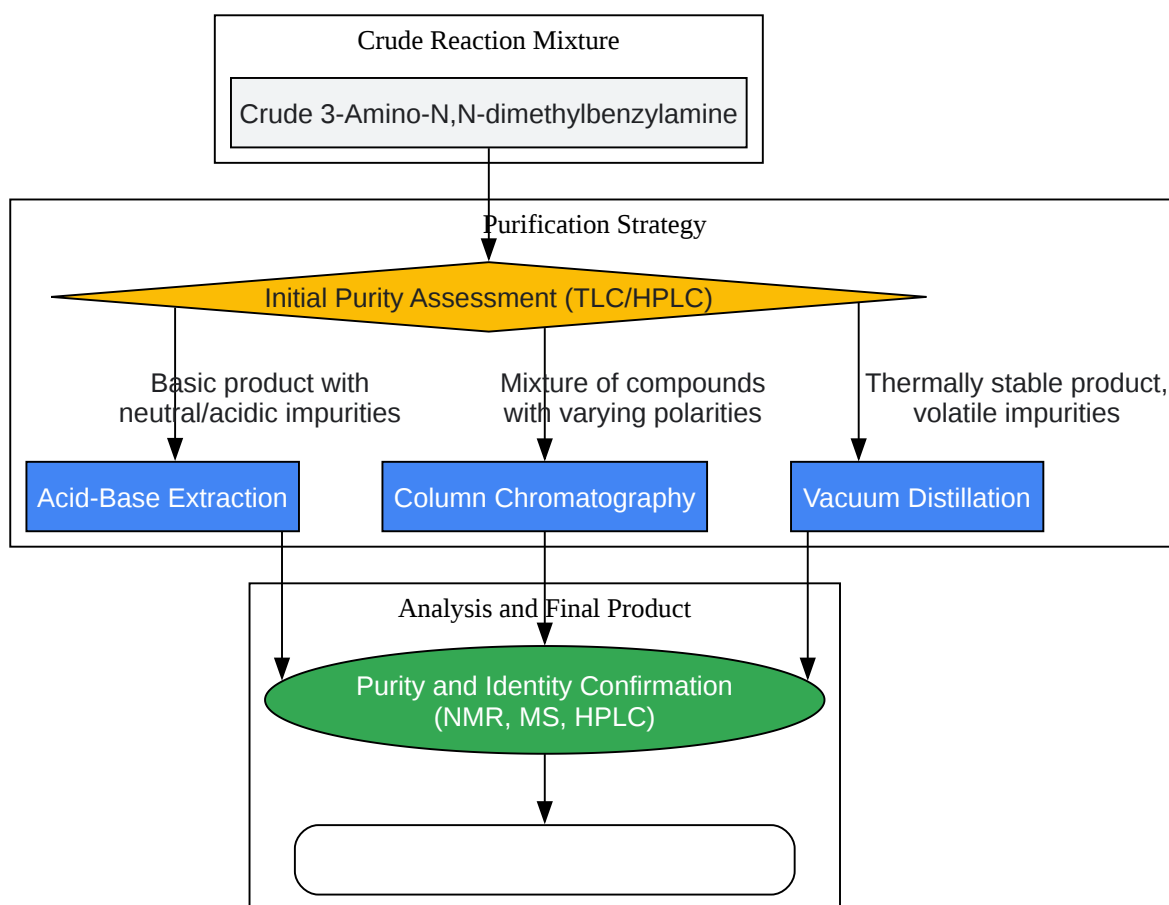 Crude Reaction Mixture
Crude 3-Amino-N,N-dimethylbenzylamine
Purification Strategy
Initial Purity Assessment (TLC/HPLC)
Basic product with
neutral/acidic impurities
Mixture of compounds
with varying polarities
Thermally stable product,
volatile impurities
Acid-Base Extraction
Column Chromatography
Vacuum Distillation
Analysis and Final Product
Purity and Identity Confirmation
(NMR, MS, HPLC)